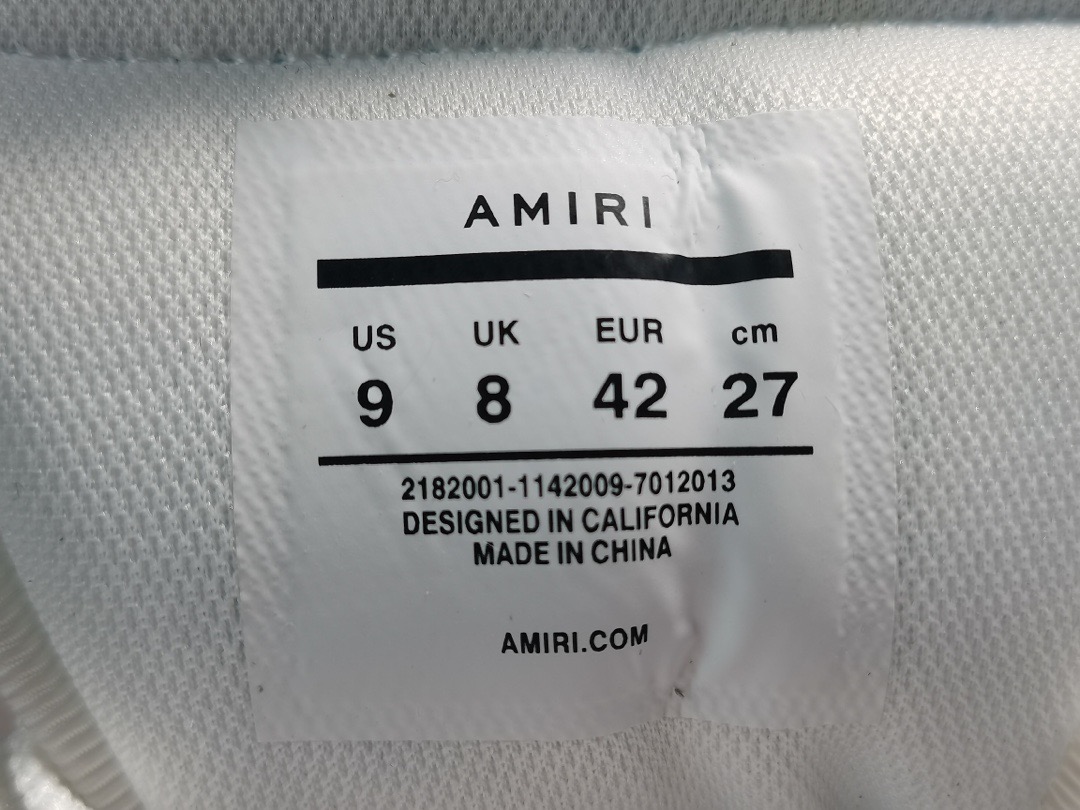 AMIRI
US UK EUR cm
9 8 42 27
2182001-1142009-7012013
DESIGNED IN CALIFORNIA
MADE IN CHINA
AMIRI.COM